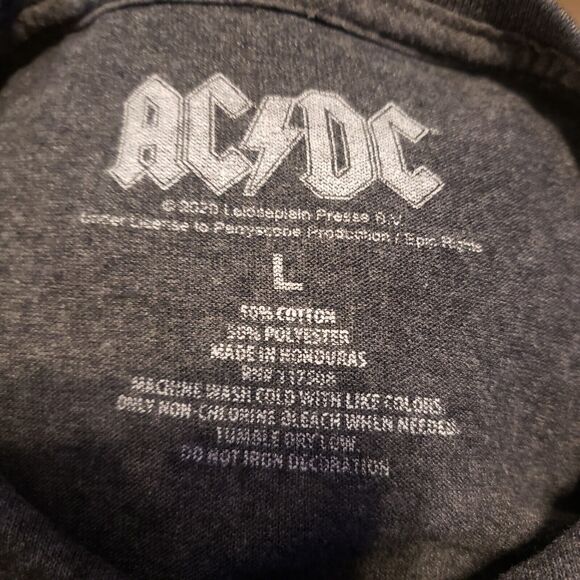 AC/DC
© 2020 Leidseplein Presse B.V.
Under License to Perryscope Production / Epic Rights
L
50% COTTON
50% POLYESTER
MADE IN HONDURAS
MACHINE WASH COLD WITH LIKE COLORS
ONLY NON-CHLORINE BLEACH WHEN NEEDED
TUMBLE DRY LOW
DO NOT IRON DECORATION